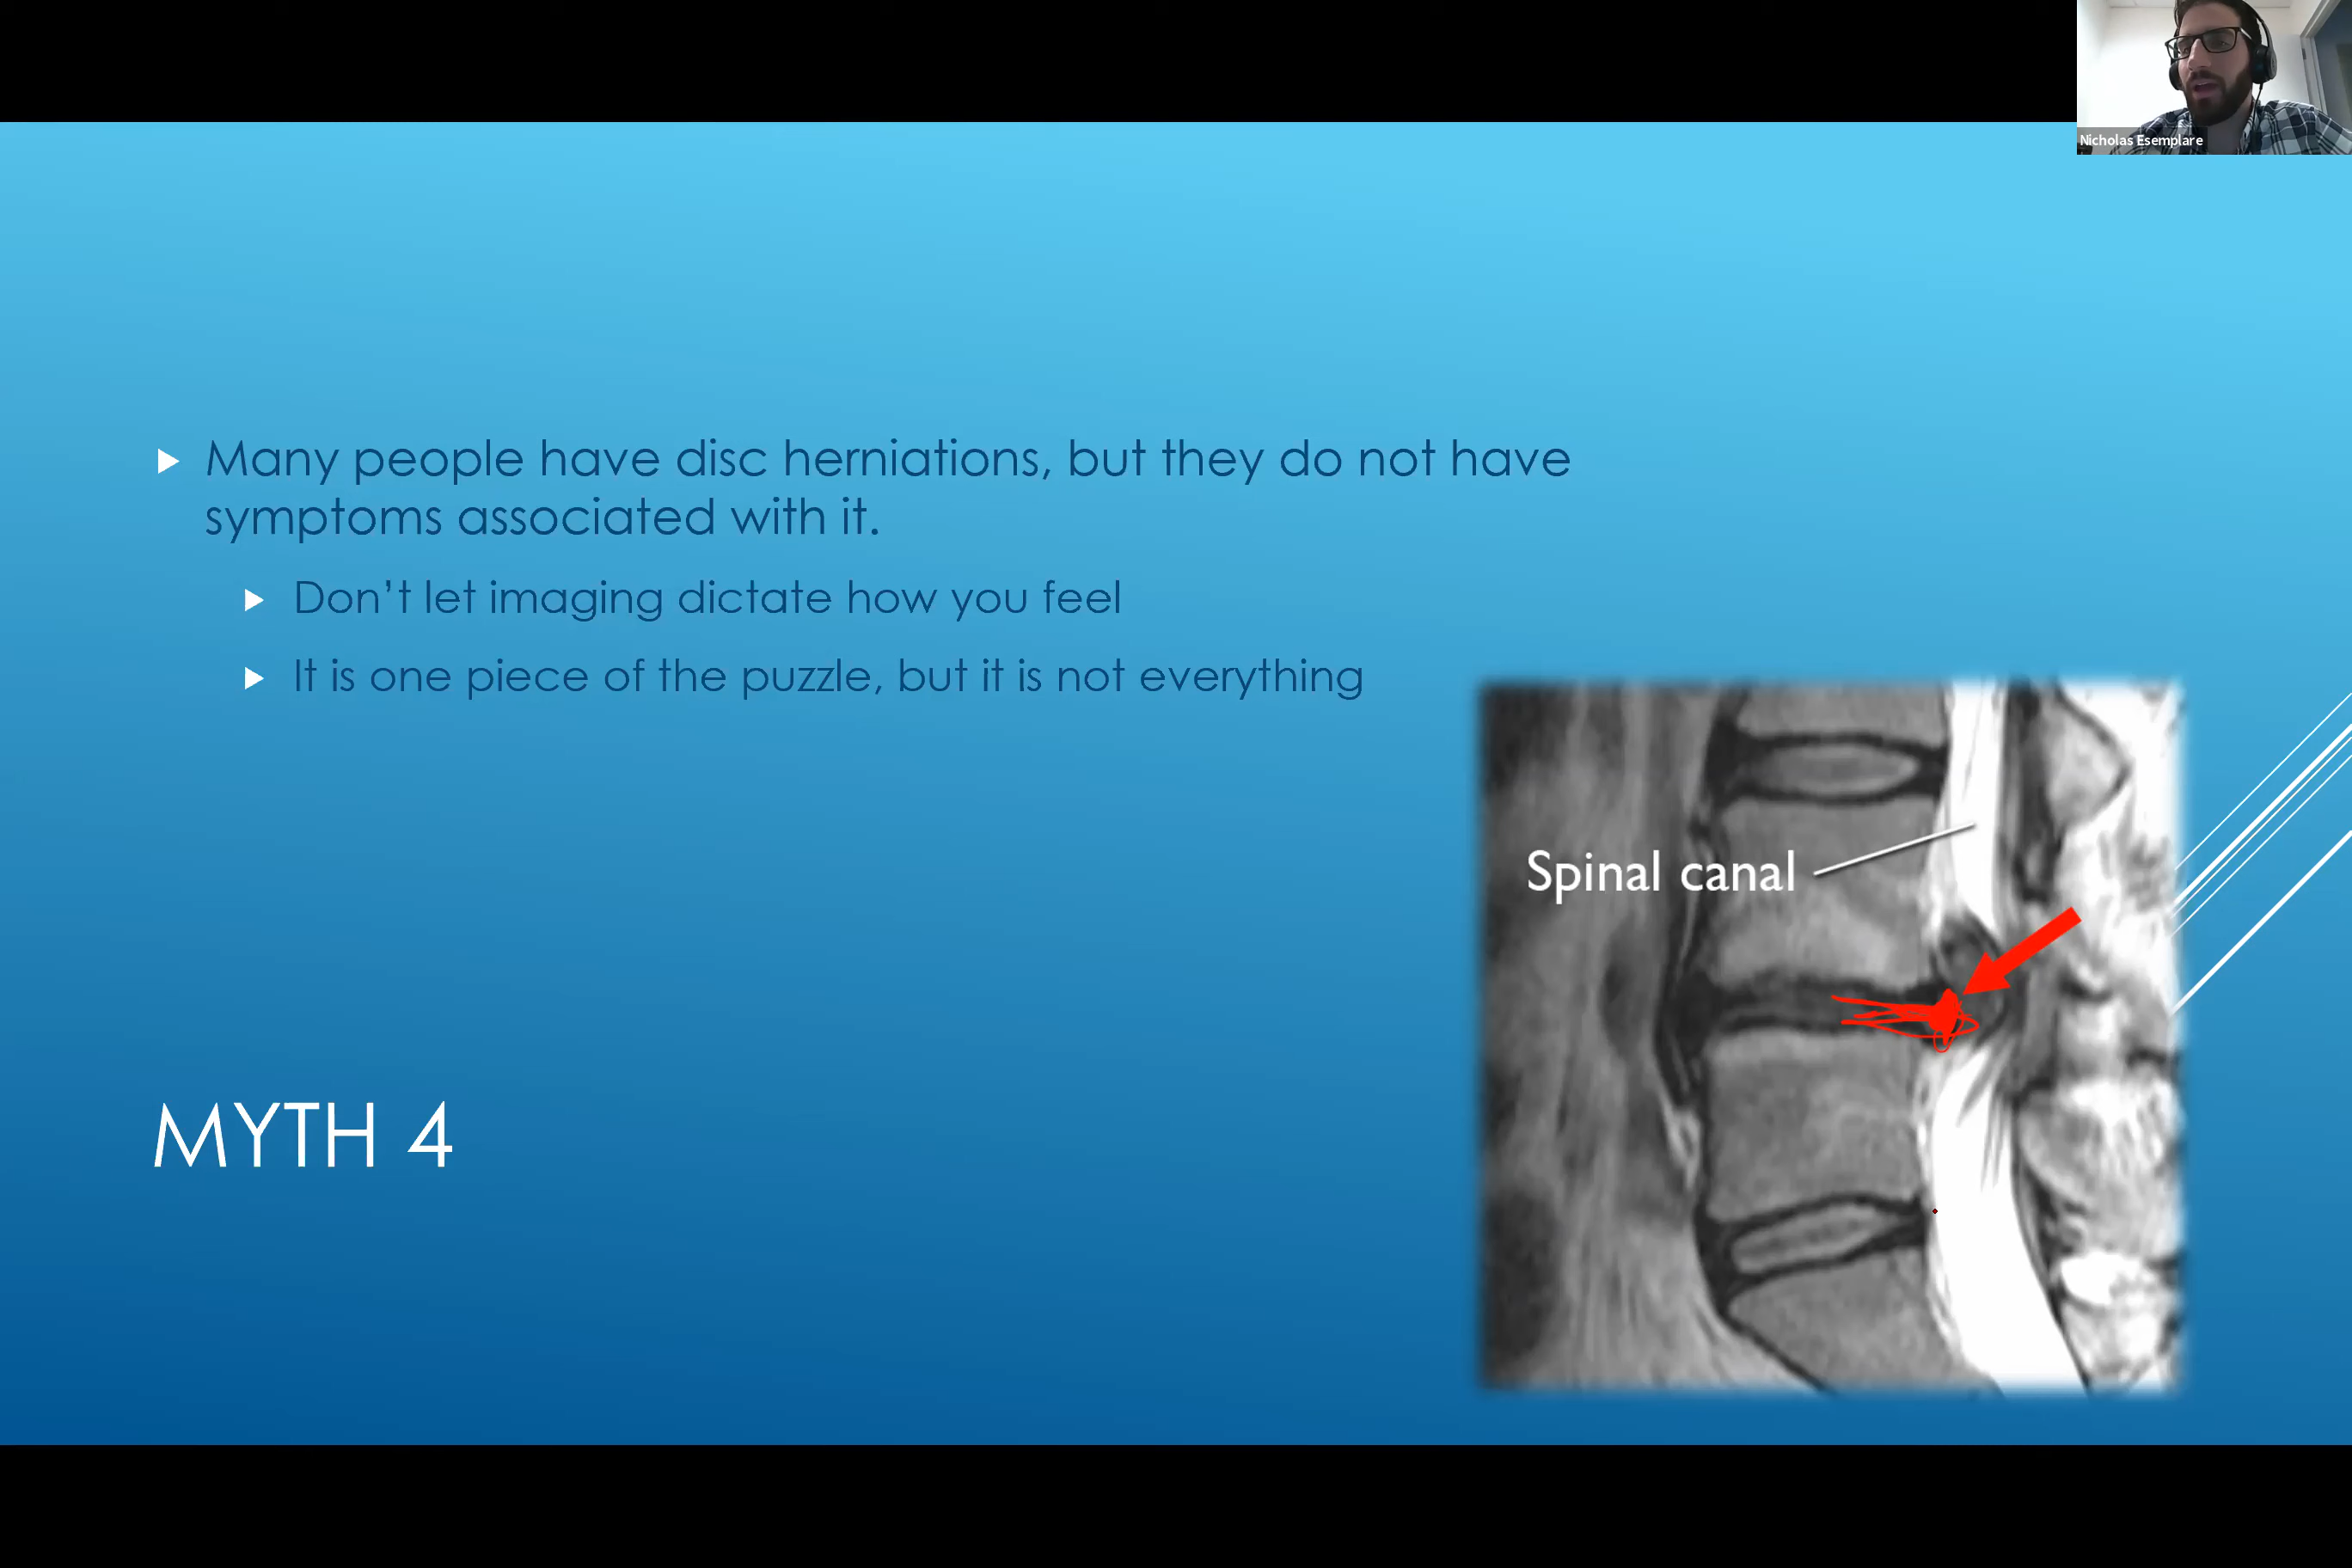 Nicholas Esemplare
Many people have disc herniations, but they do not have
symptoms associated with it.
Don't let imaging dictate how you feel
It is one piece of the puzzle, but it is not everything
Spinal canal
MYTH 4